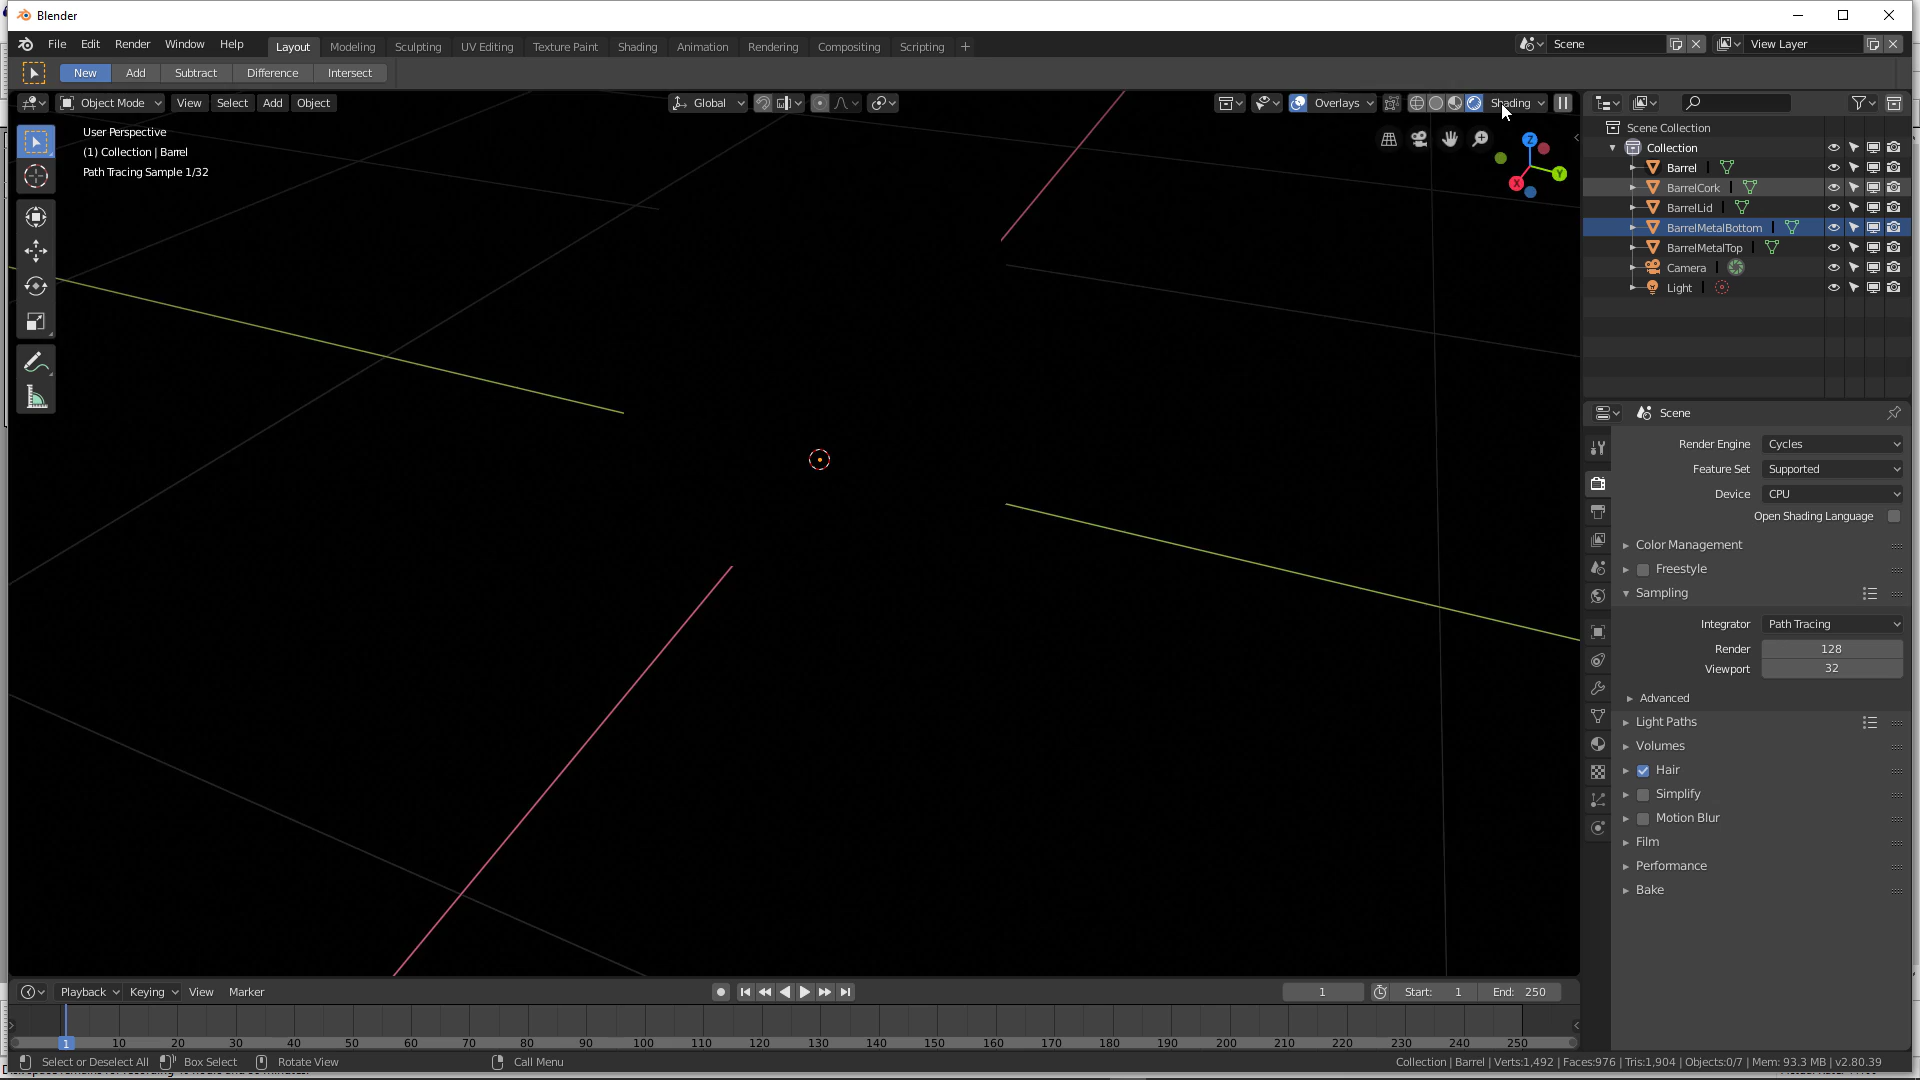 Blender
File Edit Render Window Help Layout Modeling Sculpting UV Editing Texture Paint Shading Animation Rendering Compositing Scripting + Scene View Layer
New Add Subtract Difference Intersect
Object Mode View Select Add Object Global Overlays Shading
User Perspective
(1) Collection | Barrel
Path Tracing Sample 1/32
Z
Y
X
Scene Collection
Collection
Barrel
BarrelCork
BarrelLid
BarrelMetalBottom
BarrelMetalTop
Camera
Light
Scene
Render Engine Cycles
Feature Set Supported
Device CPU
Open Shading Language
Color Management
Freestyle
Sampling
Integrator Path Tracing
Render 128
Viewport 32
Advanced
Light Paths
Volumes
Hair
Simplify
Motion Blur
Film
Performance
Bake
Playback Keying View Marker 1 Start: 1 End: 250
1 10 20 30 40 50 60 70 80 90 100 110 120 130 140 150 160 170 180 190 200 210 220 230 240 250
Select or Deselect All Box Select Rotate View Call Menu Collection | Barrel | Verts:1,492 | Faces:976 | Tris:1,904 | Objects:0/7 | Mem: 93.3 MB | v2.80.39